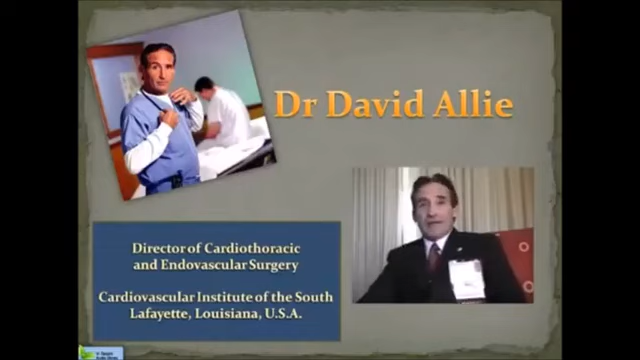 Dr David Allie
Director of Cardiothoracic
and Endovascular Surgery
Cardiovascular Institute of the South
Lafayette, Louisiana, U.S.A.